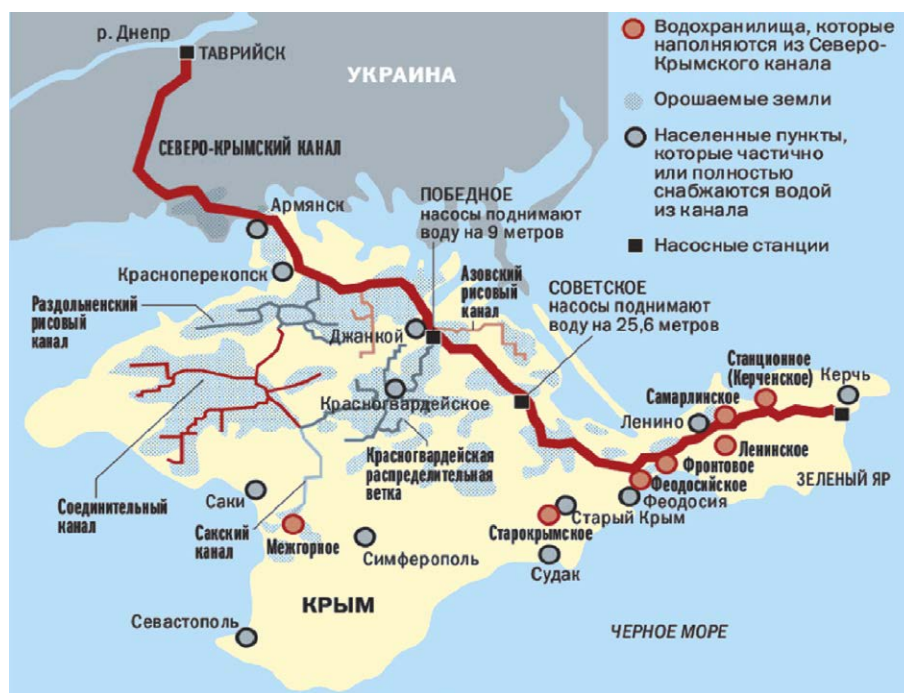 р. Днепр
ТАВРИЙСК
УКРАИНА
СЕВЕРО-КРЫМСКИЙ КАНАЛ
Водохранилища, которые
наполняются из Северо-
Крымского канала
Орошаемые земли
Населенные пункты,
которые частично
или полностью
снабжаются водой
из канала
Насосные станции
Армянск
ПОБЕДНОЕ
насосы поднимают
воду на 9 метров
Красноперекопск
Раздольненский
рисовый
канал
Азовский
рисовый
канал
СОВЕТСКОЕ
насосы поднимают
воду на 25,6 метров
Джанкой
Красногвардейское
Станционное
(Керченское)
Керчь
Самарлинское
Ленино
Ленинское
Фронтовое
Феодосийское
ЗЕЛЕНЫЙ ЯР
Феодосия
Красногвардейская
распределительная
ветка
Соединительный
канал
Саки
Сакский
канал
Межгорное
Симферополь
Старый Крым
Старокрымское
Судак
КРЫМ
Севастополь
ЧЕРНОЕ МОРЕ